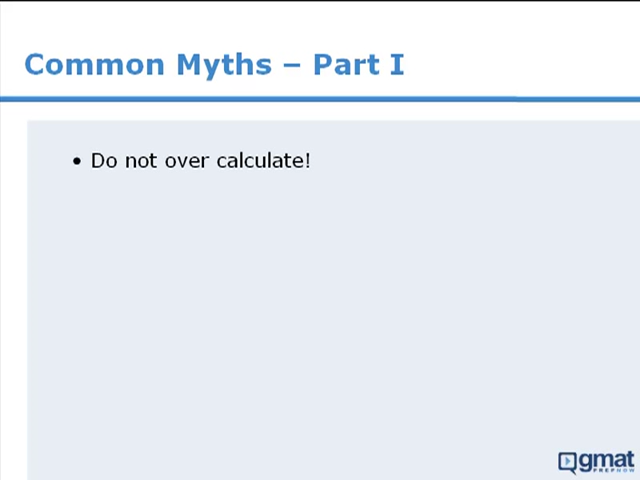 Common Myths – Part I
• Do not over calculate!
gmat
PREPNOW